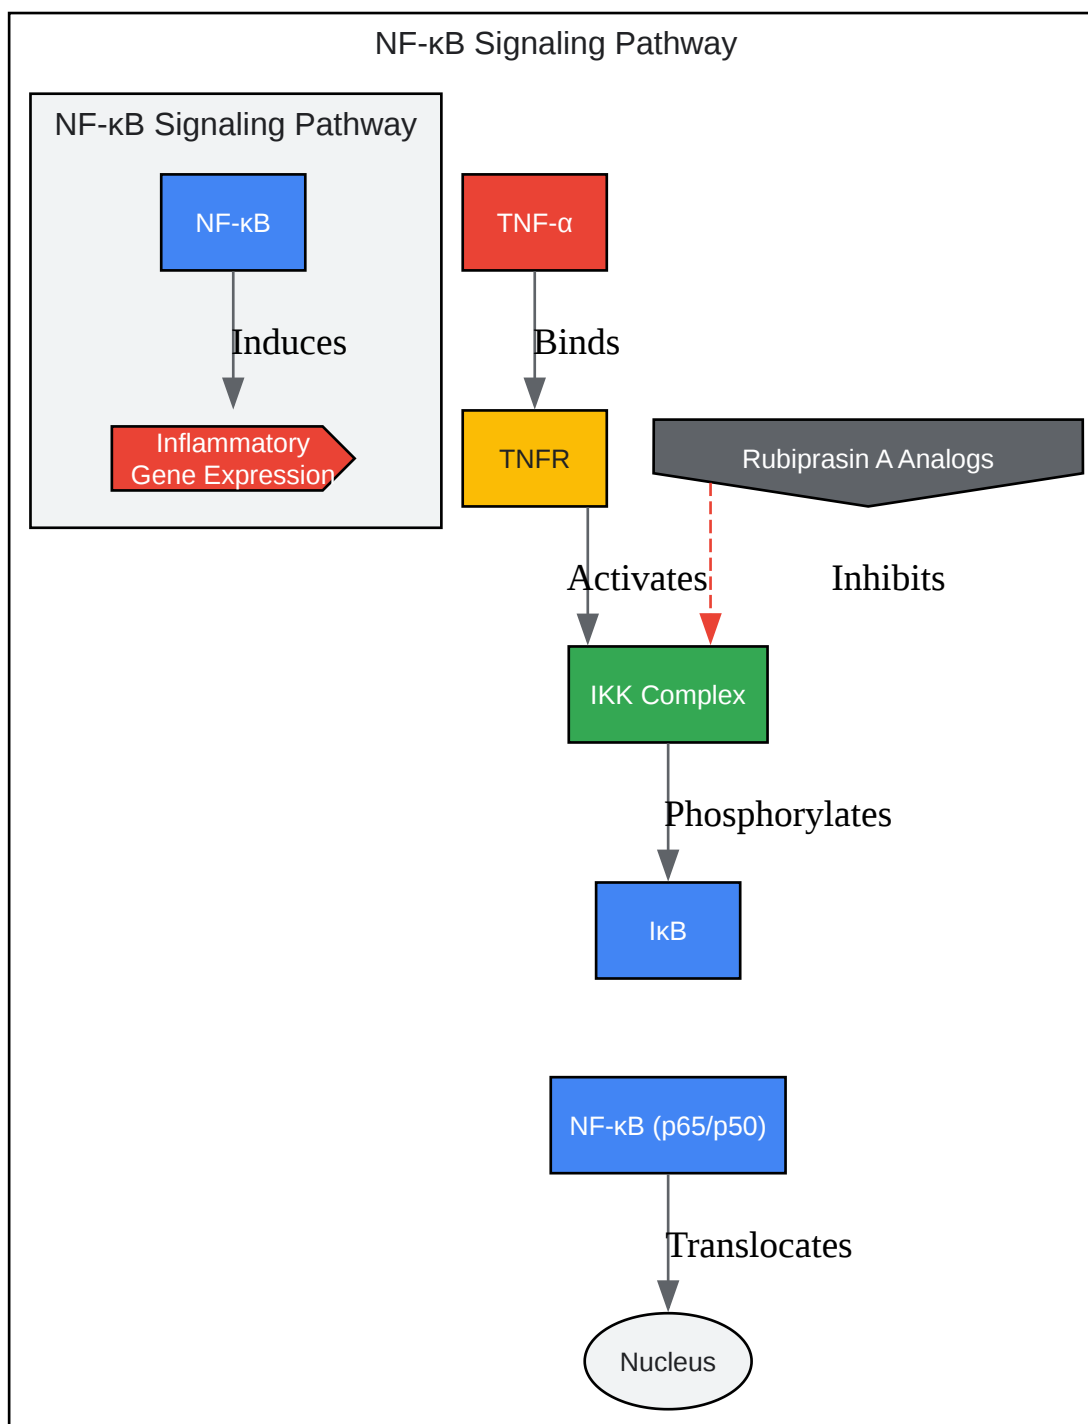 NF-κB Signaling Pathway
NF-κB Signaling Pathway
NF-κB
TNF-α
Induces
Binds
Inflammatory
Gene Expression
TNFR
Rubiprasin A Analogs
Activates
Inhibits
IKK Complex
Phosphorylates
IκB
NF-κB (p65/p50)
Translocates
Nucleus